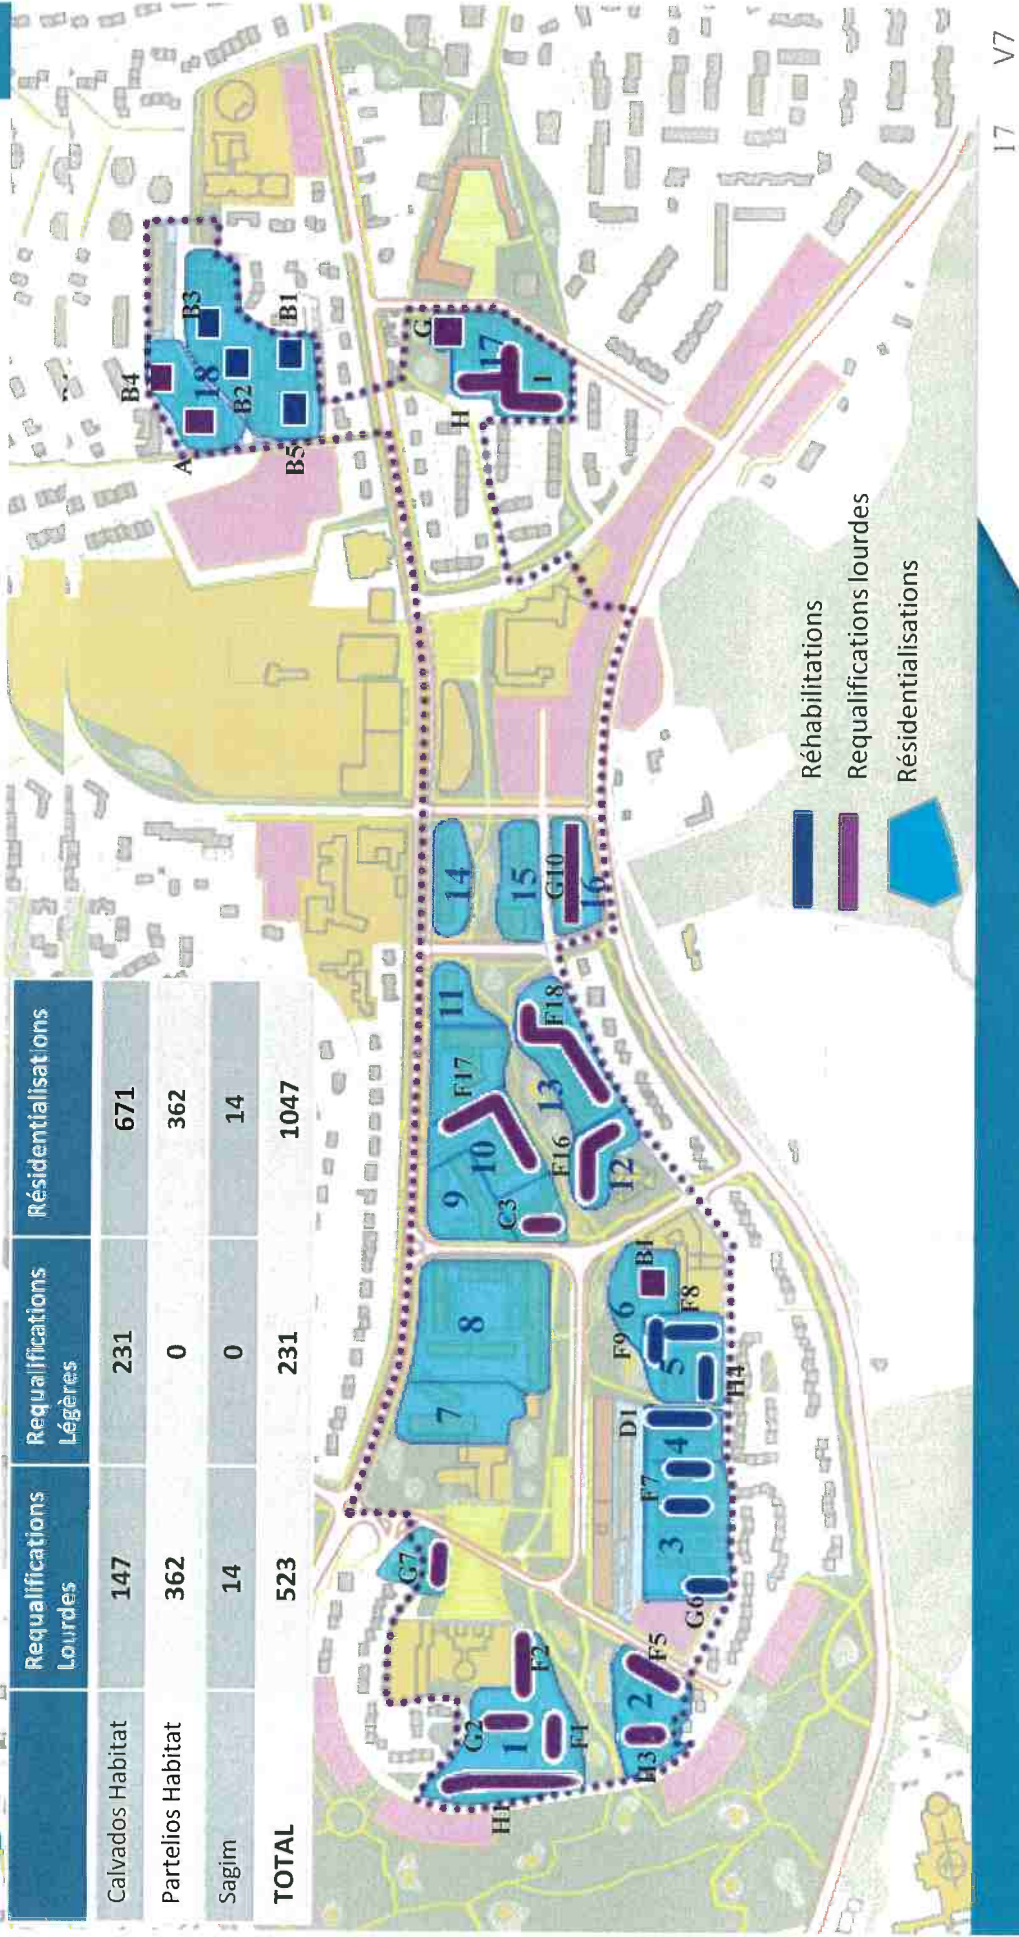 Requalifications Lourdes
Requalifications Légères
Résidentialisations
Calvados Habitat 147 231 671
Partelios Habitat 362 0 362
Sagim 14 0 14
TOTAL 523 231 1047
H1
G2
1
F1
F2
H3
2
F5
G7
G6
3
F7
4
D1
H4
5
F9
F8
6
B1
7
8
9
C3
10
F17
11
F16
12
13
F18
14
15
G10
16
A
B4
18
B3
B2
B5
B1
G
17
H
I
Réhabilitations
Requalifications lourdes
Résidentialisations
17 V7